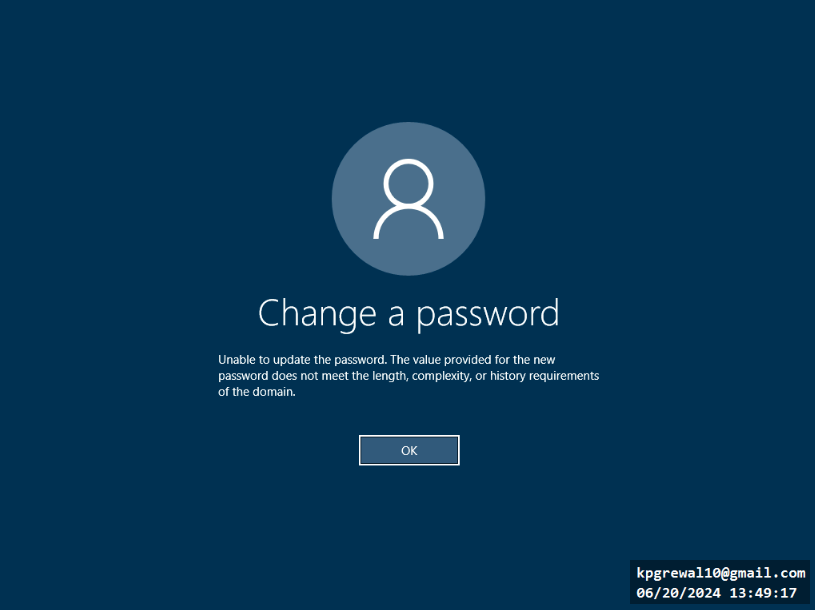 Change a password
Unable to update the password. The value provided for the new
password does not meet the length, complexity, or history requirements
of the domain.
OK
kpgrewal10@gmail.com
06/20/2024 13:49:17